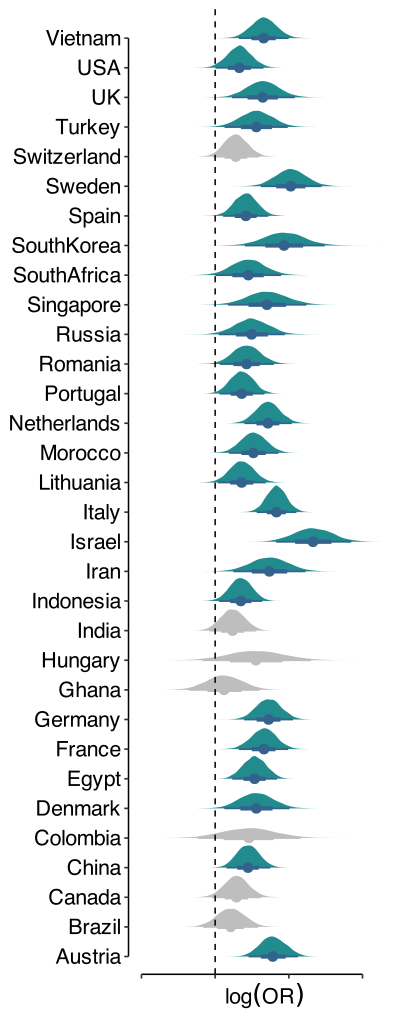 Vietnam
USA
UK
Turkey
Switzerland
Sweden
Spain
SouthKorea
SouthAfrica
Singapore
Russia
Romania
Portugal
Netherlands
Morocco
Lithuania
Italy
Israel
Iran
Indonesia
India
Hungary
Ghana
Germany
France
Egypt
Denmark
Colombia
China
Canada
Brazil
Austria
log(OR)